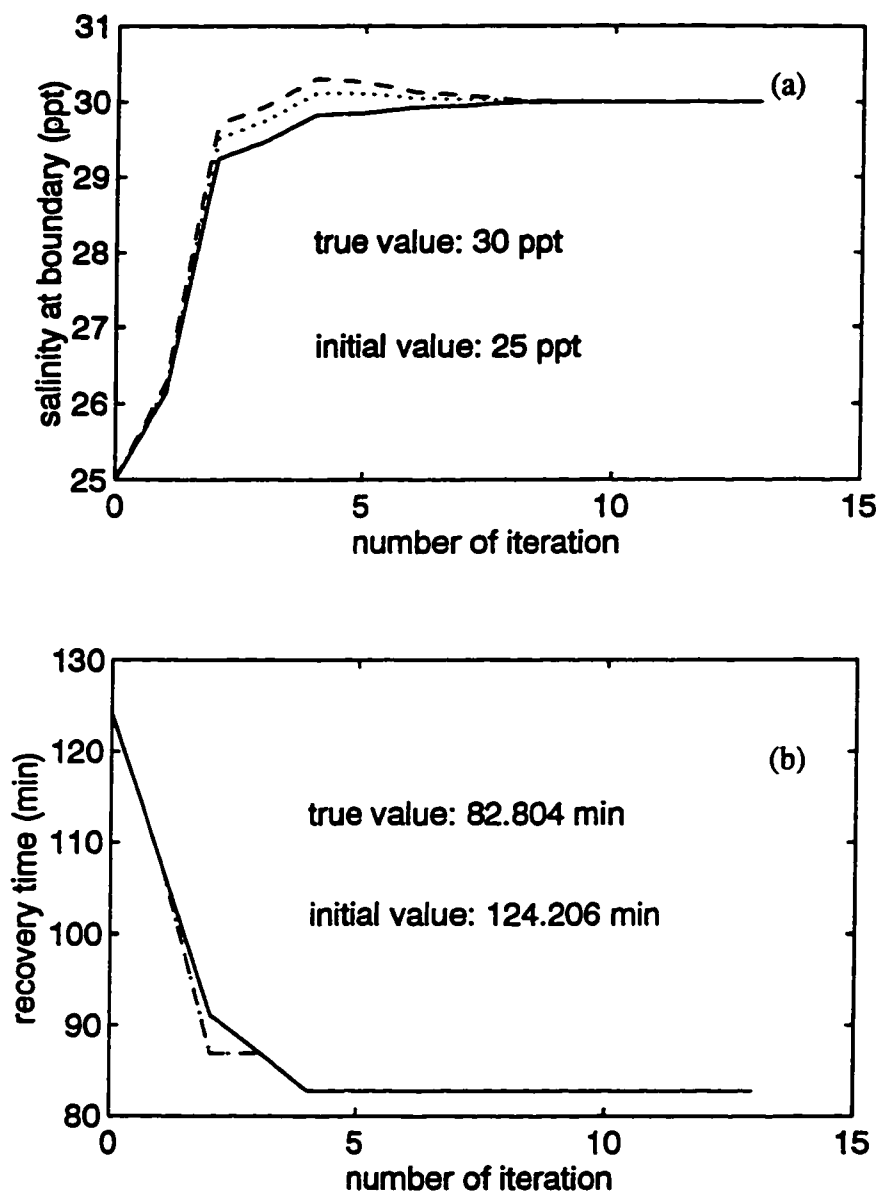 31
30
29
28
27
26
25
salinity at boundary (ppt)
(a)
true value: 30 ppt
initial value: 25 ppt
0
5
10
15
number of iteration
130
120
110
100
90
80
recovery time (min)
(b)
true value: 82.804 min
initial value: 124.206 min
0
5
10
15
number of iteration